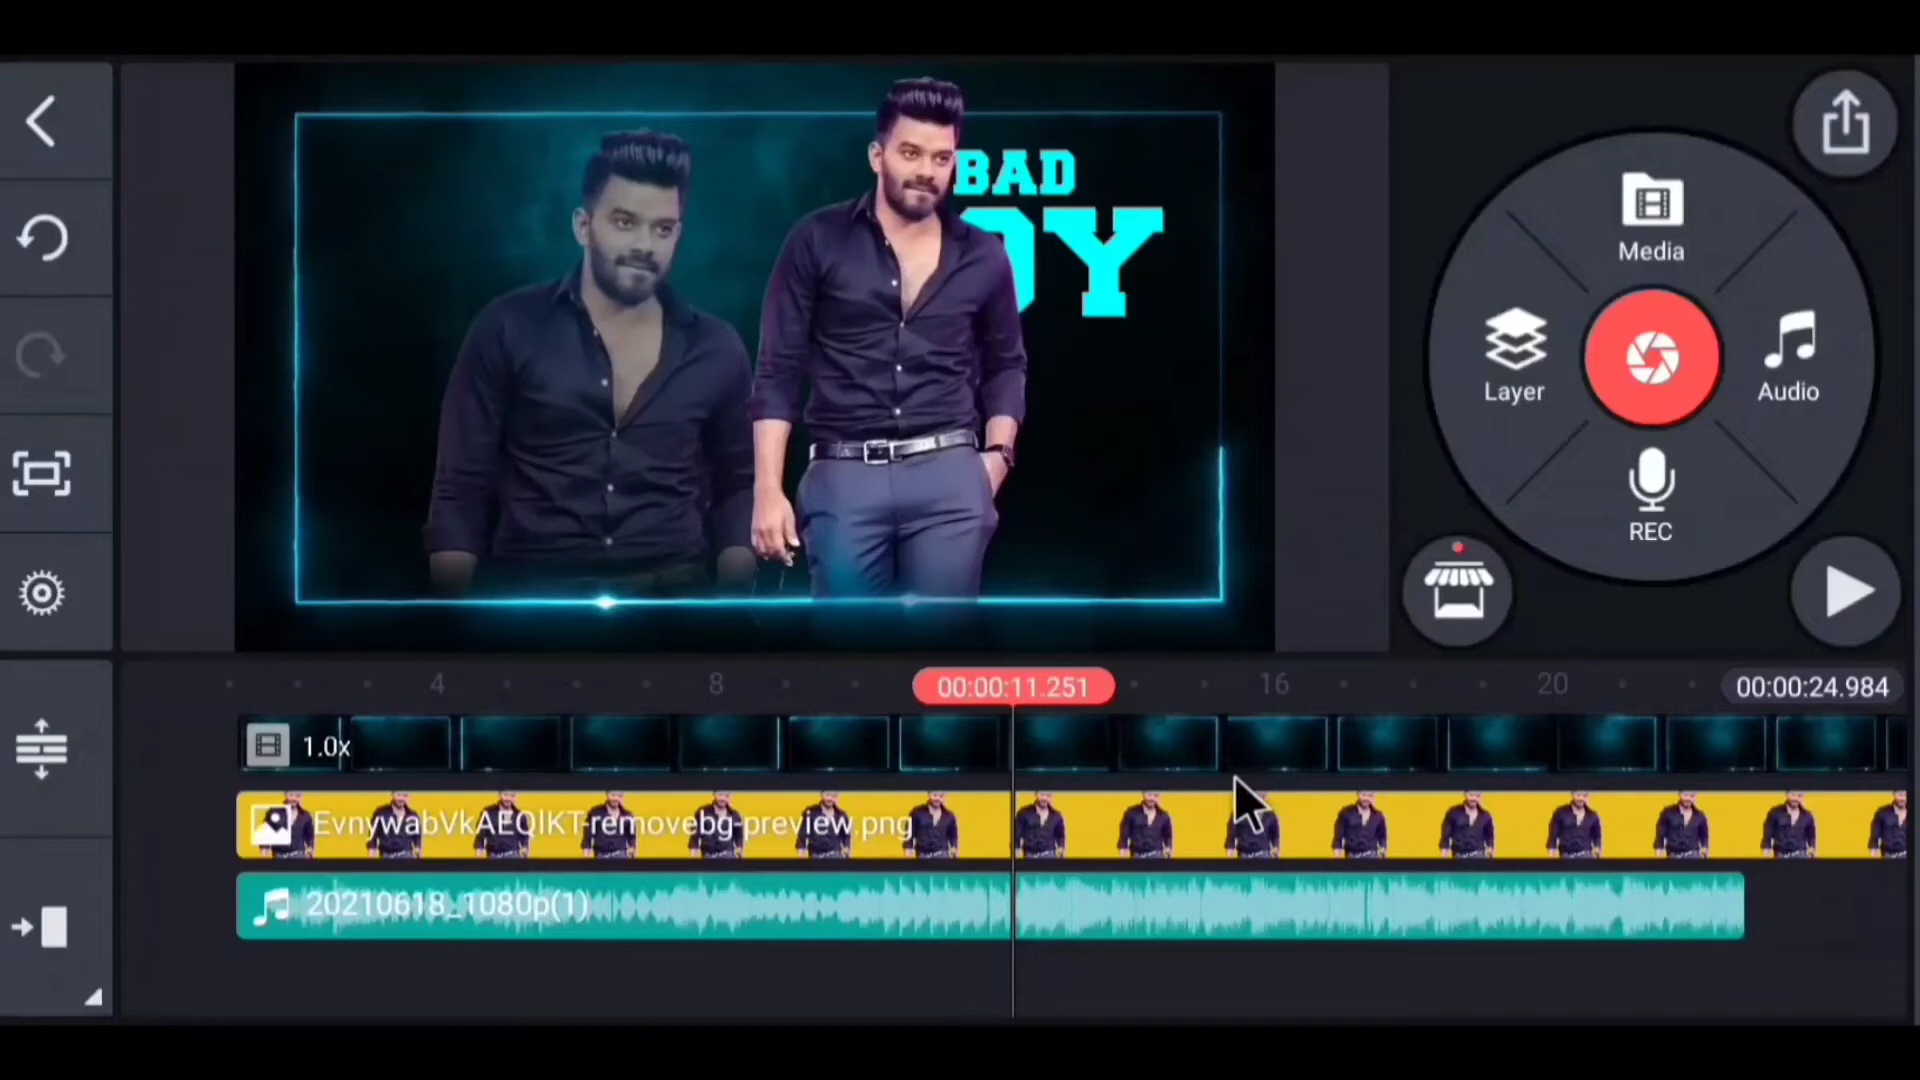 BAD
OY
Media
Layer
Audio
REC
4
8
00:00:11.251
16
20
00:00:24.984
1.0x
EvnywabVkAEQlKT-removebg-preview.png
20210618_1080p(1)